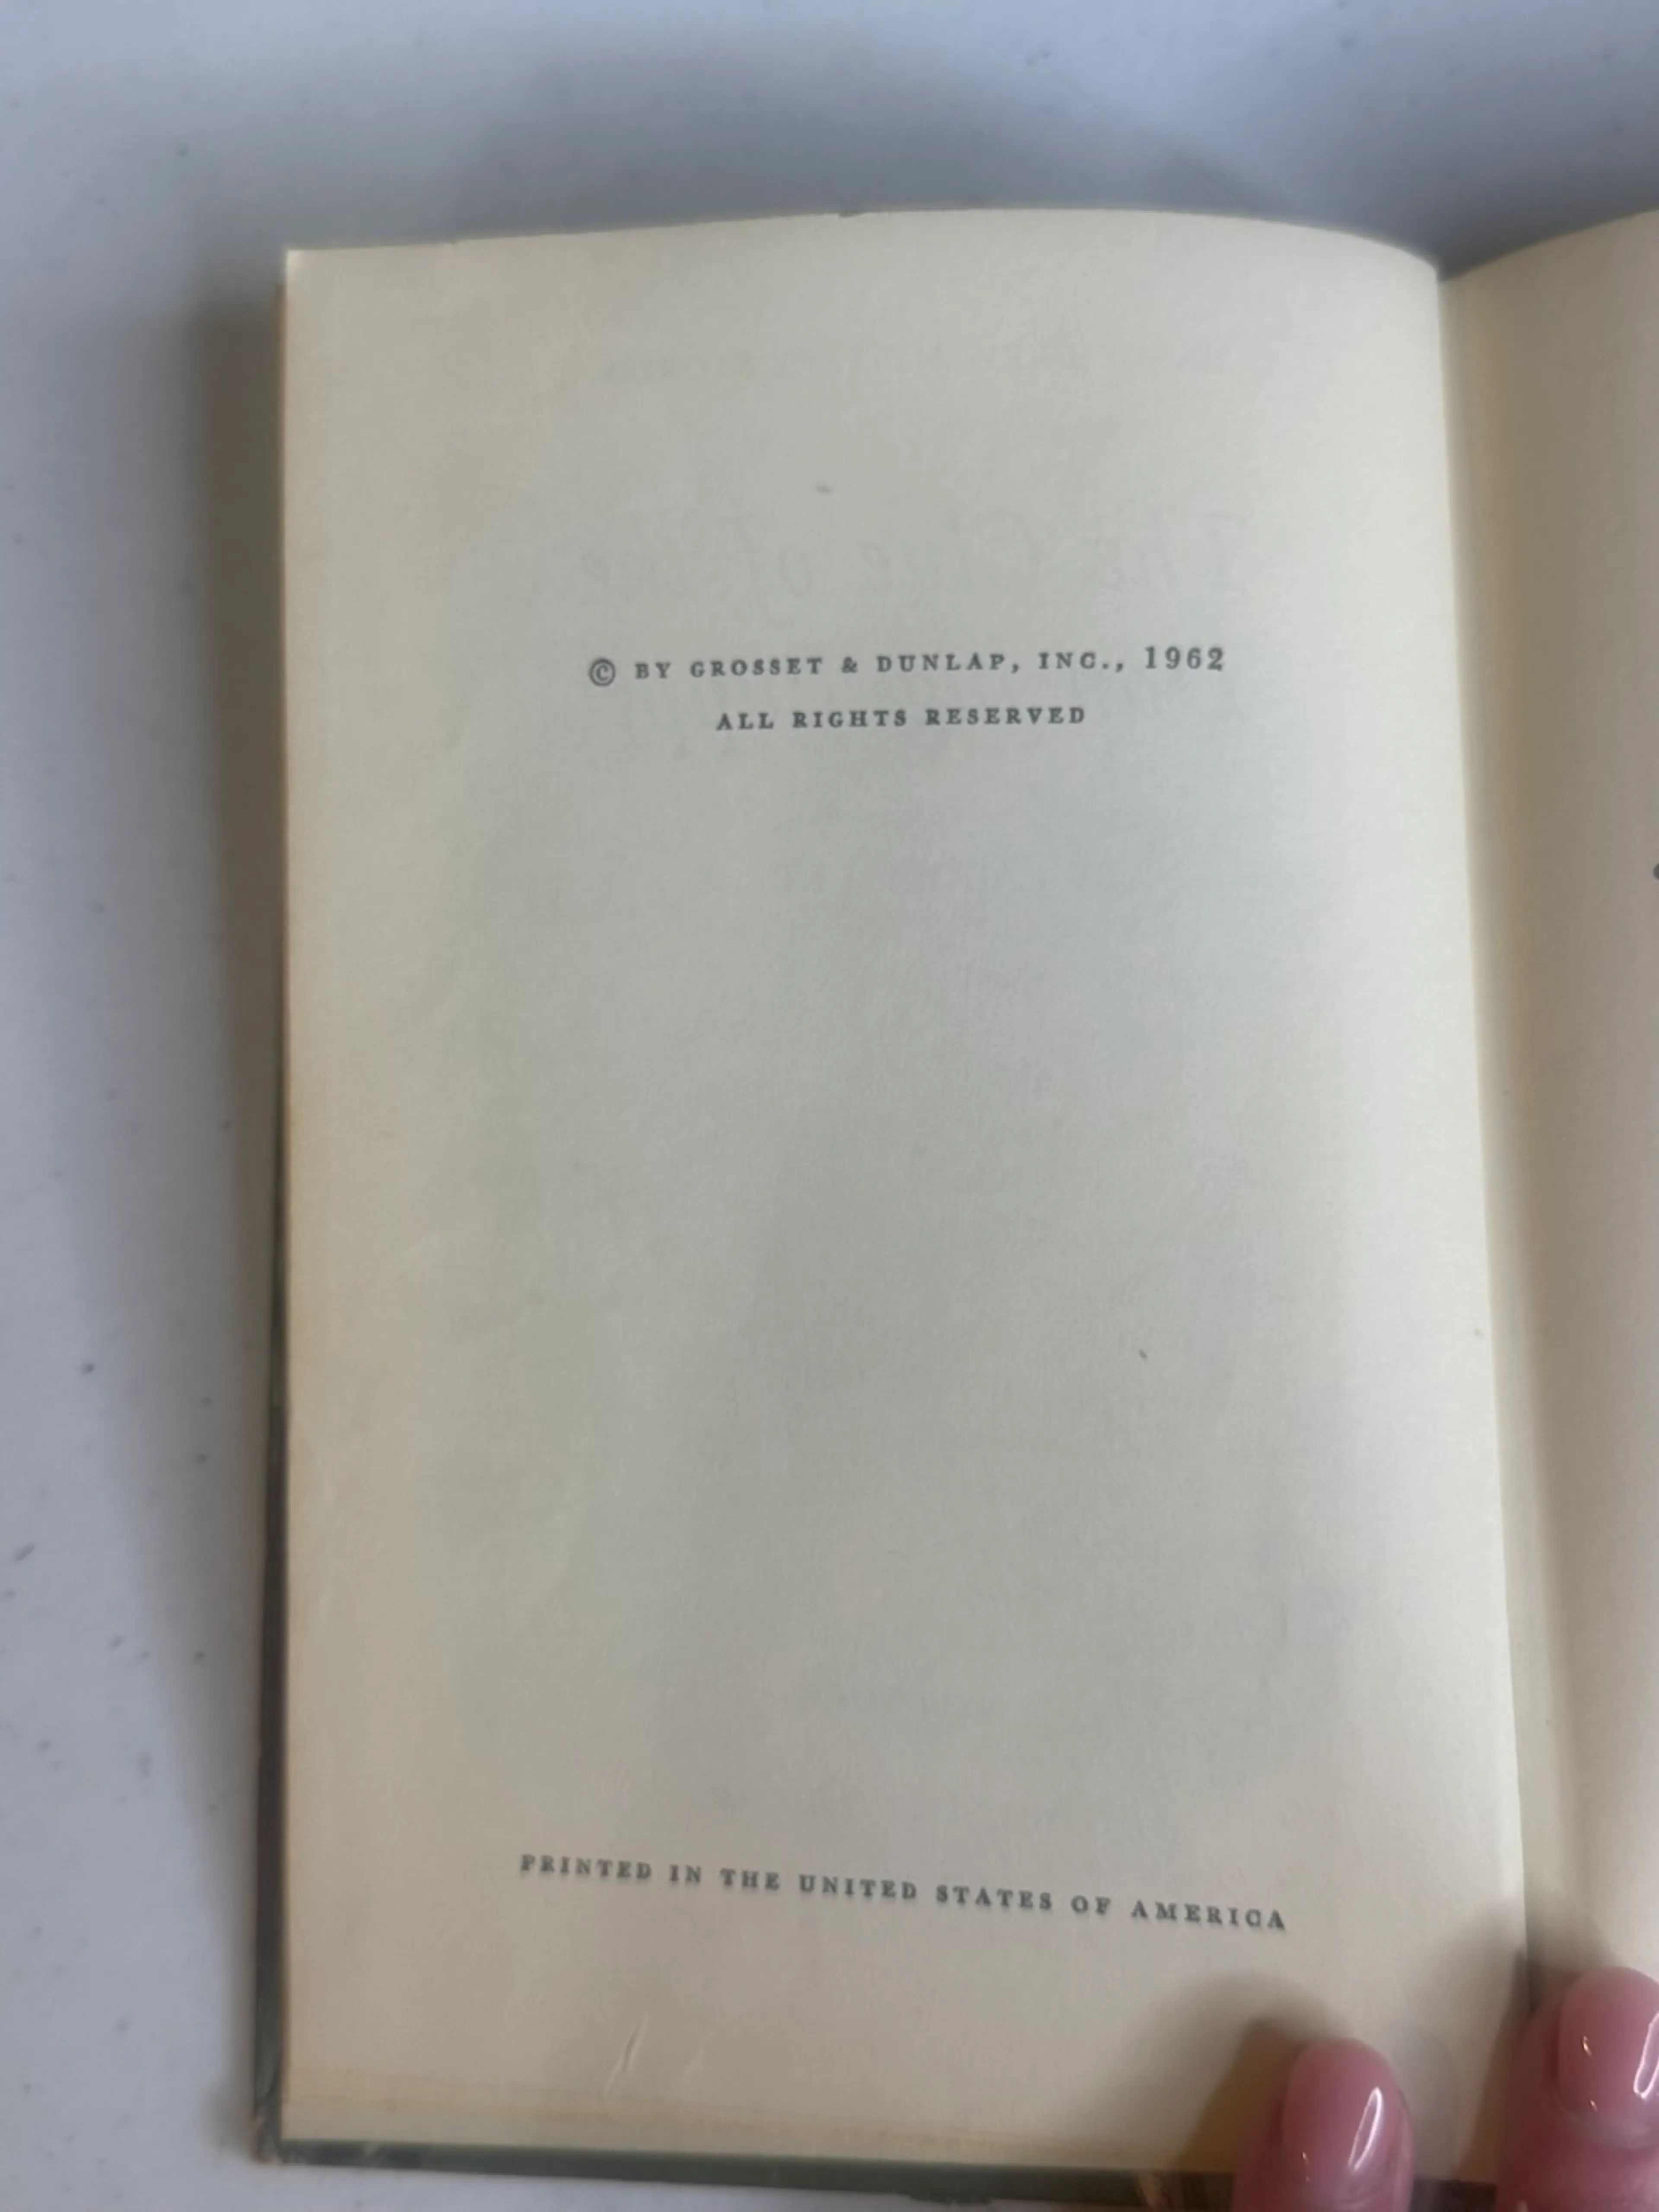 © BY GROSSET & DUNLAP, INC., 1962
ALL RIGHTS RESERVED
PRINTED IN THE UNITED STATES OF AMERICA